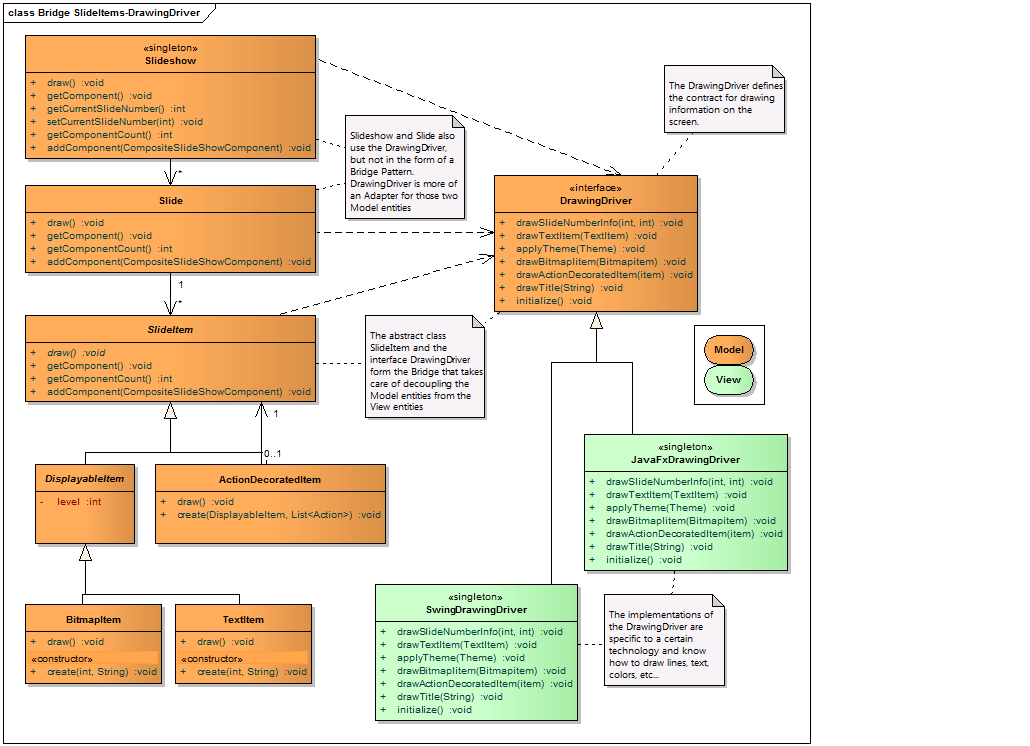 class Bridge SlideItems-DrawingDriver
«singleton»
Slideshow
+ draw() :void
+ getComponent() :void
+ getCurrentSlideNumber() :int
+ setCurrentSlideNumber(int) :void
+ getComponentCount() :int
+ addComponent(CompositeSlideShowComponent) :void
*
Slideshow and Slide also
use the DrawingDriver,
but not in the form of a
Bridge Pattern.
DrawingDriver is more of
an Adapter for those two
Model entities
The DrawingDriver defines
the contract for drawing
information on the
screen.
Slide
+ draw() :void
+ getComponent() :void
+ getComponentCount() :int
+ addComponent(CompositeSlideShowComponent) :void
1
*
«interface»
DrawingDriver
+ drawSlideNumberInfo(int, int) :void
+ drawTextItem(TextItem) :void
+ applyTheme(Theme) :void
+ drawBitmapIitem(Bitmapitem) :void
+ drawActionDecoratedItem(item) :void
+ drawTitle(String) :void
+ initialize() :void
SlideItem
+ draw() :void
+ getComponent() :void
+ getComponentCount() :int
+ addComponent(CompositeSlideShowComponent) :void
The abstract class
SlideItem and the
interface DrawingDriver
form the Bridge that takes
care of decoupling the
Model entities from the
View entities
Model
View
1
0..1
DisplayableItem
- level :int
ActionDecoratedItem
+ draw() :void
+ create(DisplayableItem, List<Action>) :void
«singleton»
JavaFxDrawingDriver
+ drawSlideNumberInfo(int, int) :void
+ drawTextItem(TextItem) :void
+ applyTheme(Theme) :void
+ drawBitmapIitem(Bitmapitem) :void
+ drawActionDecoratedItem(item) :void
+ drawTitle(String) :void
+ initialize() :void
BitmapItem
+ draw() :void
«constructor»
+ create(int, String) :void
TextItem
+ draw() :void
«constructor»
+ create(int, String) :void
«singleton»
SwingDrawingDriver
+ drawSlideNumberInfo(int, int) :void
+ drawTextItem(TextItem) :void
+ applyTheme(Theme) :void
+ drawBitmapIitem(Bitmapitem) :void
+ drawActionDecoratedItem(item) :void
+ drawTitle(String) :void
+ initialize() :void
The implementations of
the DrawingDriver are
specific to a certain
technology and know
how to draw lines, text,
colors, etc...